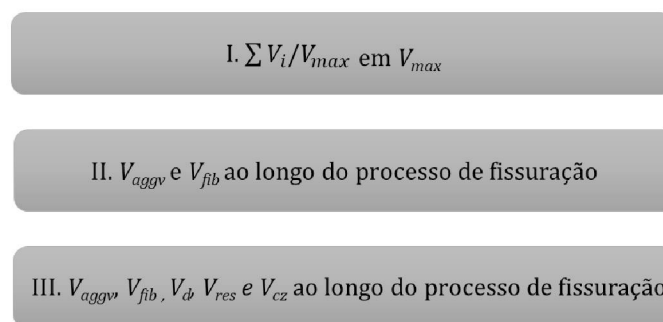 I. ∑ V_i/V_max em V_max
II. V_aggv e V_fib ao longo do processo de fissuração
III. V_aggv, V_fib , V_d, V_res e V_cz ao longo do processo de fissuração